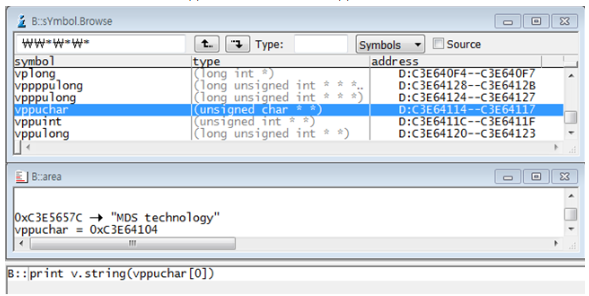 B::sYmbol.Browse
₩₩*₩*₩*
Type:
Symbols
Source
symbol type address
vplong (long int *) D:C3E640F4--C3E640F7
vppppulong (long unsigned int * * *.. D:C3E64128--C3E6412B
vpppulong (long unsigned int * * *) D:C3E64124--C3E64127
vppuchar (unsigned char * *) D:C3E64114--C3E64117
vppuint (unsigned int * *) D:C3E6411C--C3E6411F
vppulong (long unsigned int * *) D:C3E64120--C3E64123
B::area
0xC3E5657C → "MDS technology"
vppuchar = 0xC3E64104
B::print v.string(vppuchar[0])